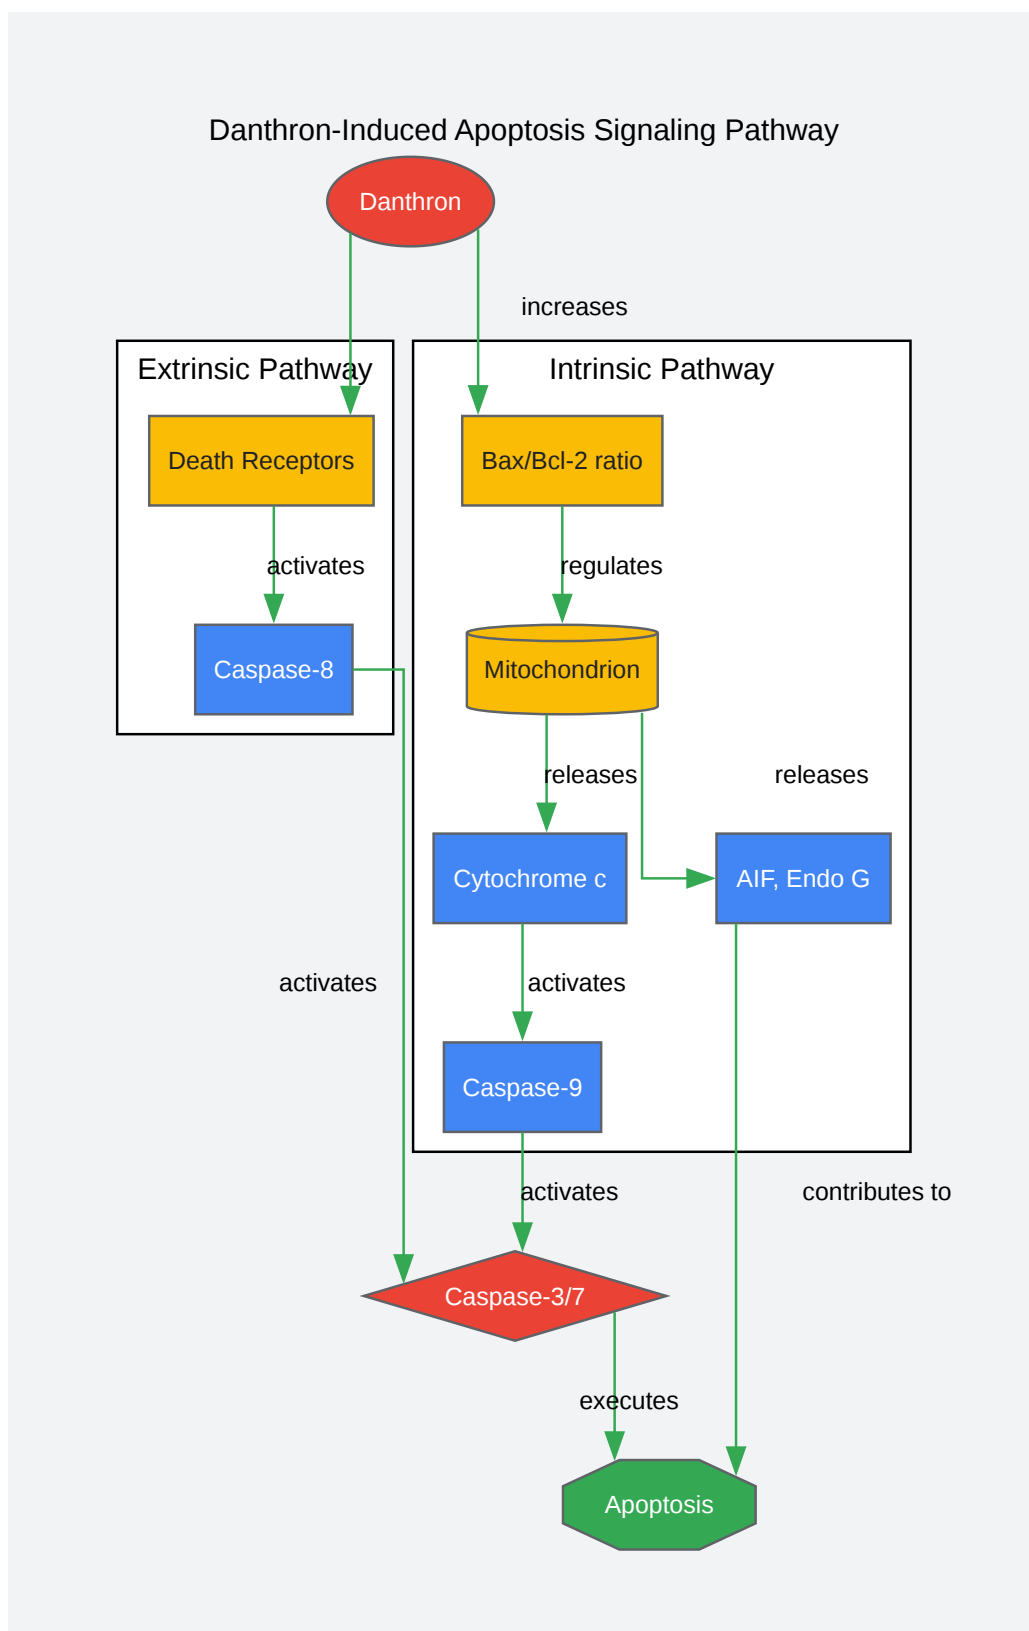 Danthron-Induced Apoptosis Signaling Pathway
Danthron
increases
Extrinsic Pathway
Intrinsic Pathway
Death Receptors
Bax/Bcl-2 ratio
activates
regulates
Caspase-8
Mitochondrion
releases
releases
Cytochrome c
AIF, Endo G
activates
activates
Caspase-9
activates
contributes to
Caspase-3/7
executes
Apoptosis